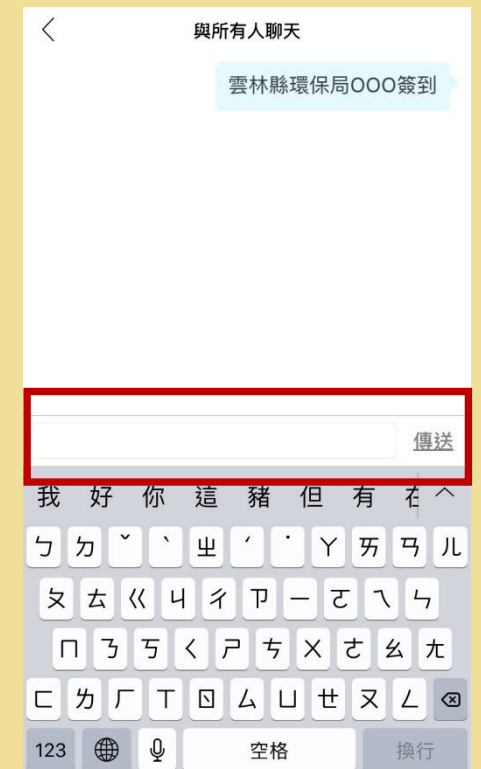 與所有人聊天
雲林縣環保局OOO簽到
傳送
我 好 你 這 豬 但 有 在
ㄅ ㄉ ˇ ˋ ㄓ ˊ ˙ ㄚ ㄞ ㄢ ㄦ
ㄆ ㄊ ㄍ ㄐ ㄔ ㄗ ㄧ ㄛ ㄟ ㄣ
ㄇ ㄋ ㄎ ㄑ ㄕ ㄘ ㄨ ㄜ ㄠ ㄤ
ㄈ ㄌ ㄏ ㄒ ㄖ ㄙ ㄩ ㄝ ㄡ ㄥ
123 空格 換行